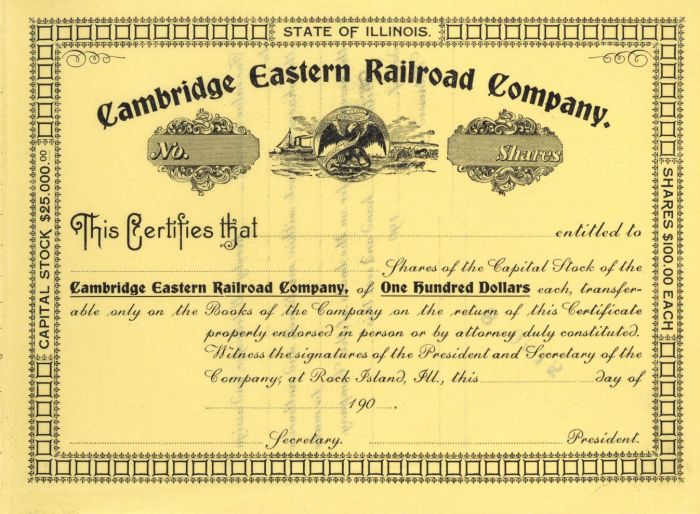 STATE OF ILLINOIS.
Cambridge Eastern Railroad Company.
No.
Shares
CAPITAL STOCK $25,000.00
SHARES $100.00 EACH
This Certifies that entitled to
Shares of the Capital Stock of the
Cambridge Eastern Railroad Company, of One Hundred Dollars each, transfer-
able only on the Books of the Company on the return of this Certificate
properly endorsed in person or by attorney duly constituted.
Witness the signatures of the President and Secretary of the
Company, at Rock Island, Ill., this day of
190 .
Secretary. President.